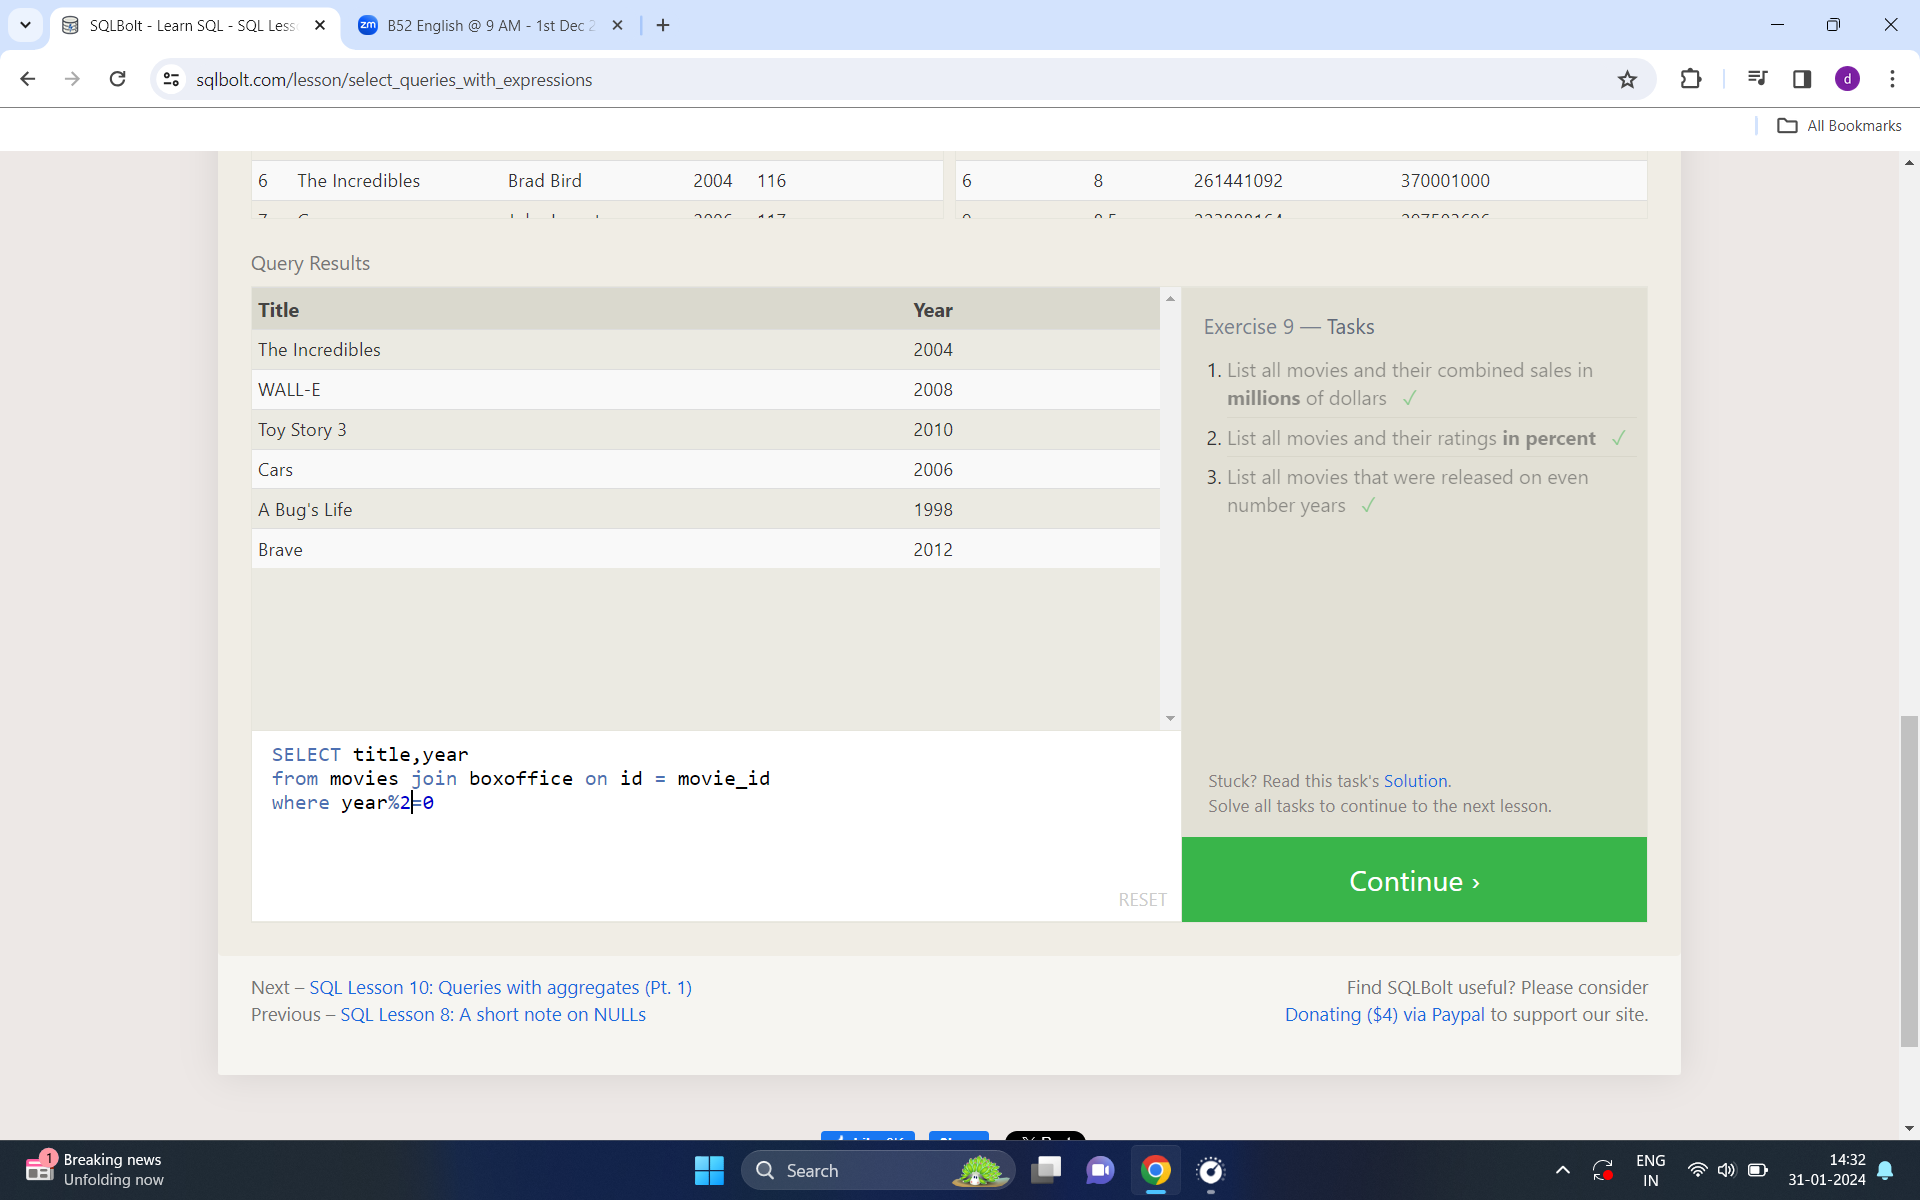 SQLBolt - Learn SQL - SQL Less
zm B52 English @ 9 AM - 1st Dec 2
sqlbolt.com/lesson/select_queries_with_expressions
d
All Bookmarks
6 The Incredibles Brad Bird 2004 116
6 8 261441092 370001000
Query Results
Title Year
The Incredibles 2004
WALL-E 2008
Toy Story 3 2010
Cars 2006
A Bug's Life 1998
Brave 2012
Exercise 9 — Tasks
1. List all movies and their combined sales in
millions of dollars ✓
2. List all movies and their ratings in percent ✓
3. List all movies that were released on even
number years ✓
SELECT title,year
from movies join boxoffice on id = movie_id
where year%2=0
RESET
Stuck? Read this task's Solution.
Solve all tasks to continue to the next lesson.
Continue ›
Next – SQL Lesson 10: Queries with aggregates (Pt. 1)
Previous – SQL Lesson 8: A short note on NULLs
Find SQLBolt useful? Please consider
Donating ($4) via Paypal to support our site.
1
Breaking news
Unfolding now
Search
ENG
IN
14:32
31-01-2024